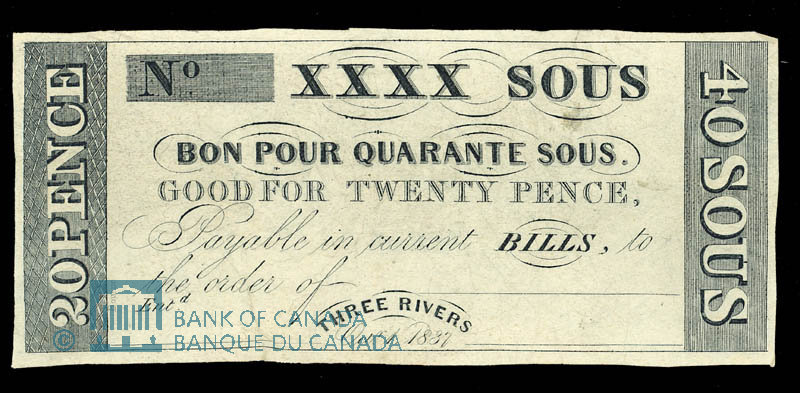 20 PENCE
No
XXXX SOUS
BON POUR QUARANTE SOUS.
GOOD FOR TWENTY PENCE,
Payable in current BILLS, to
the order of
Entd
THREE RIVERS
1837
40 SOUS
© BANK OF CANADA
BANQUE DU CANADA